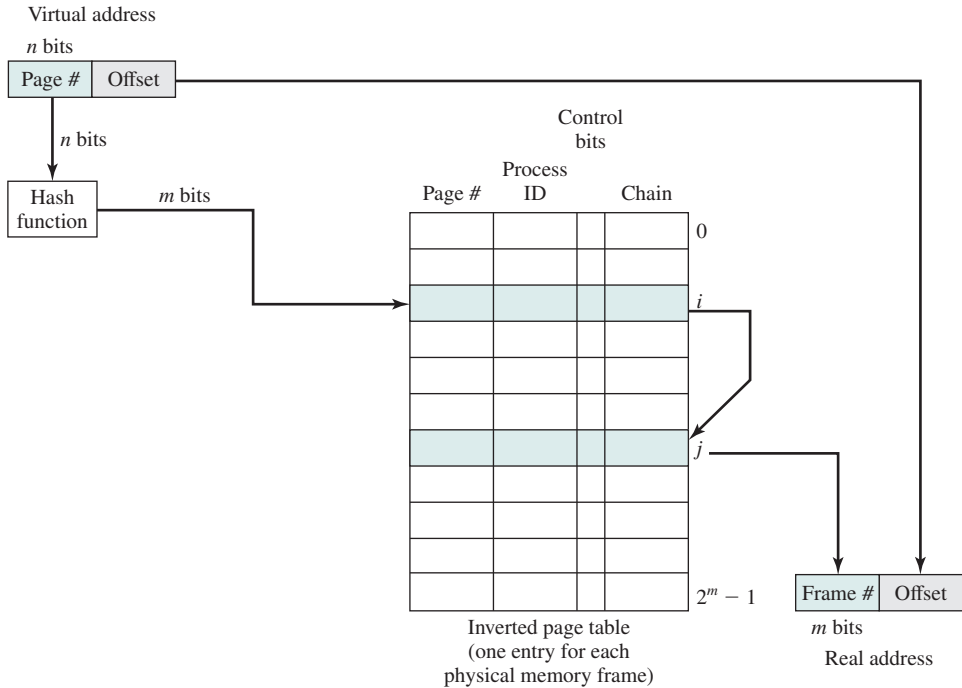 Virtual address
n bits
Page # Offset
n bits
Hash
function
m bits
Control
bits
Process
Page # ID Chain
0
i
j
2^m − 1
Inverted page table
(one entry for each
physical memory frame)
Frame # Offset
m bits
Real address